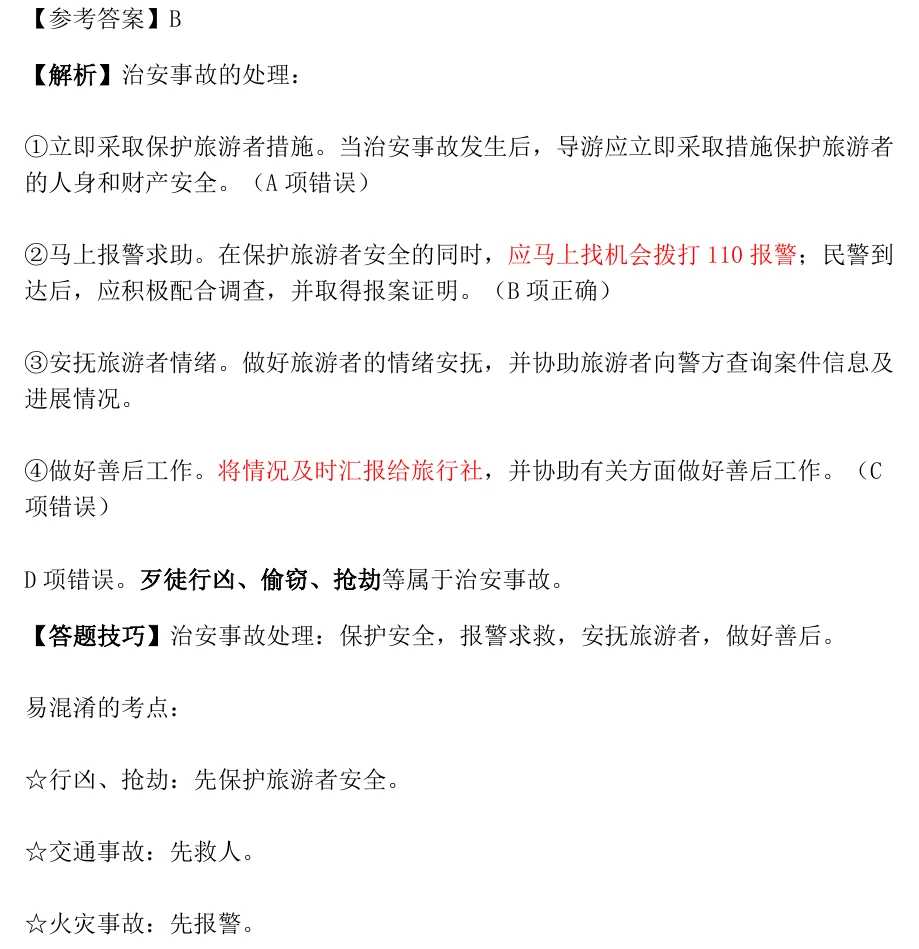 【参考答案】B
【解析】治安事故的处理：
①立即采取保护旅游者措施。当治安事故发生后，导游应立即采取措施保护旅游者
的人身和财产安全。（A 项错误）
②马上报警求助。在保护旅游者安全的同时，应马上找机会拨打 110 报警；民警到
达后，应积极配合调查，并取得报案证明。（B 项正确）
③安抚旅游者情绪。做好旅游者的情绪安抚，并协助旅游者向警方查询案件信息及
进展情况。
④做好善后工作。将情况及时汇报给旅行社，并协助有关方面做好善后工作。（C
项错误）
D 项错误。歹徒行凶、偷窃、抢劫等属于治安事故。
【答题技巧】治安事故处理：保护安全，报警求救，安抚旅游者，做好善后。
易混淆的考点：
☆行凶、抢劫：先保护旅游者安全。
☆交通事故：先救人。
☆火灾事故：先报警。